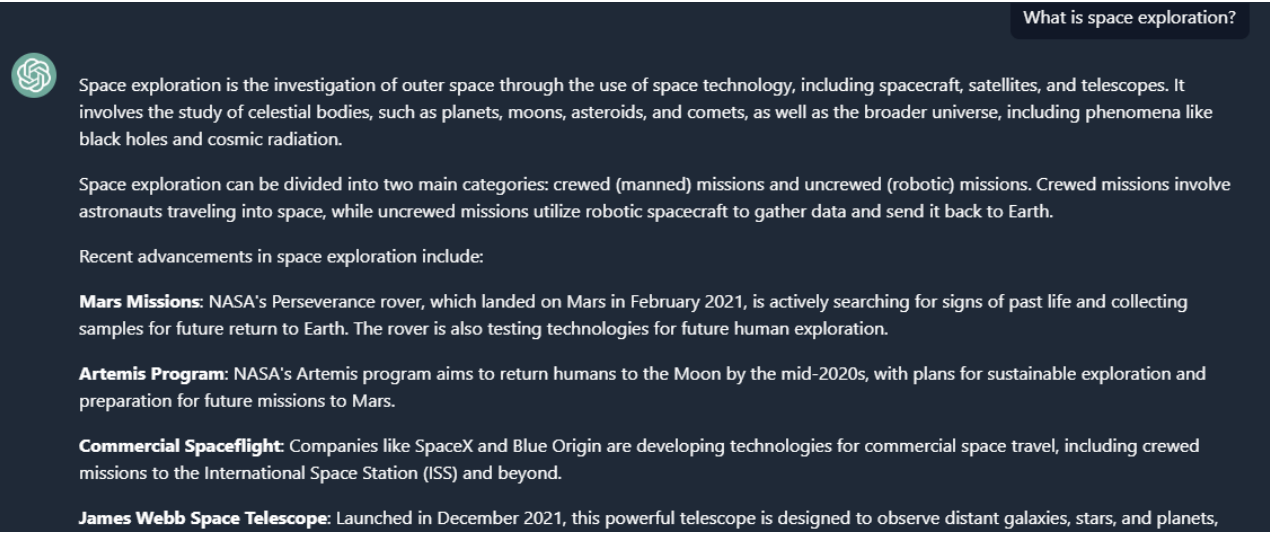 What is space exploration?
Space exploration is the investigation of outer space through the use of space technology, including spacecraft, satellites, and telescopes. It
involves the study of celestial bodies, such as planets, moons, asteroids, and comets, as well as the broader universe, including phenomena like
black holes and cosmic radiation.
Space exploration can be divided into two main categories: crewed (manned) missions and uncrewed (robotic) missions. Crewed missions involve
astronauts traveling into space, while uncrewed missions utilize robotic spacecraft to gather data and send it back to Earth.
Recent advancements in space exploration include:
Mars Missions: NASA's Perseverance rover, which landed on Mars in February 2021, is actively searching for signs of past life and collecting
samples for future return to Earth. The rover is also testing technologies for future human exploration.
Artemis Program: NASA's Artemis program aims to return humans to the Moon by the mid-2020s, with plans for sustainable exploration and
preparation for future missions to Mars.
Commercial Spaceflight: Companies like SpaceX and Blue Origin are developing technologies for commercial space travel, including crewed
missions to the International Space Station (ISS) and beyond.
James Webb Space Telescope: Launched in December 2021, this powerful telescope is designed to observe distant galaxies, stars, and planets,